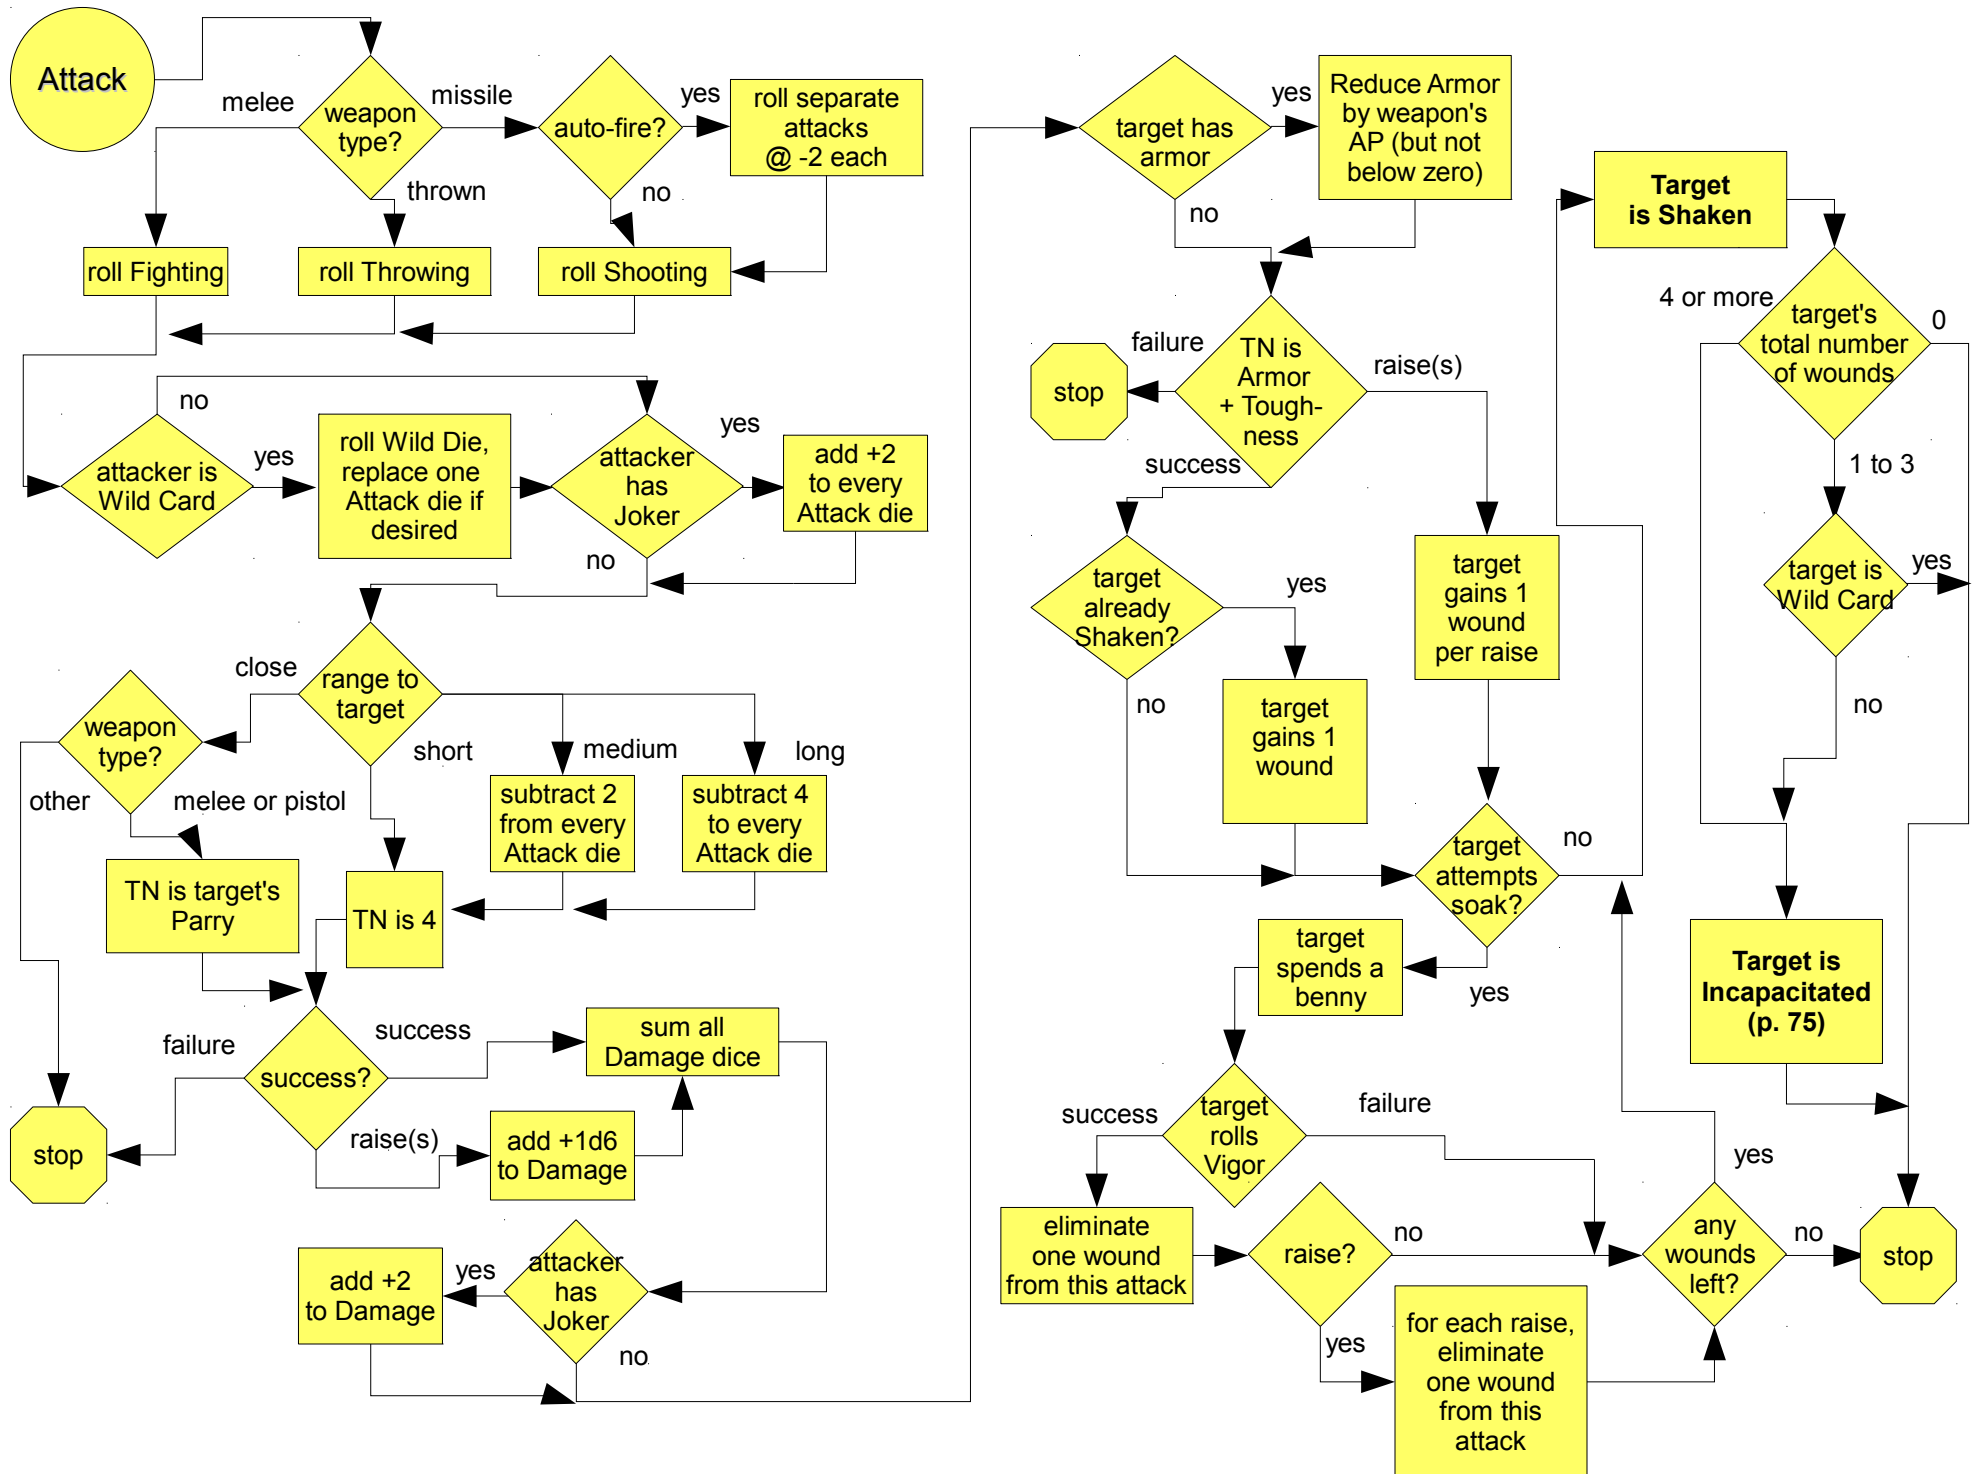 Attack
melee
weapon
type?
missile
thrown
auto-fire?
yes
no
roll separate
attacks
@ -2 each
roll Fighting
roll Throwing
roll Shooting
no
attacker is
Wild Card
yes
roll Wild Die,
replace one
Attack die if
desired
attacker
has
Joker
yes
no
add +2
to every
Attack die
close
range to
target
short
medium
long
weapon
type?
other
melee or pistol
TN is target's
Parry
TN is 4
subtract 2
from every
Attack die
subtract 4
to every
Attack die
failure
success?
success
raise(s)
stop
sum all
Damage dice
add +1d6
to Damage
add +2
to Damage
yes
attacker
has
Joker
no
target has
armor
yes
no
Reduce Armor
by weapon's
AP (but not
below zero)
failure
stop
TN is
Armor
+ Tough-
ness
raise(s)
success
target
already
Shaken?
yes
no
target
gains 1
wound
target
gains 1
wound
per raise
target
attempts
soak?
no
yes
target
spends a
benny
success
target
rolls
Vigor
failure
eliminate
one wound
from this attack
raise?
no
yes
for each raise,
eliminate
one wound
from this
attack
any
wounds
left?
yes
no
stop
Target
is Shaken
4 or more
target's
total number
of wounds
0
1 to 3
target is
Wild Card
yes
no
Target is
Incapacitated
(p. 75)